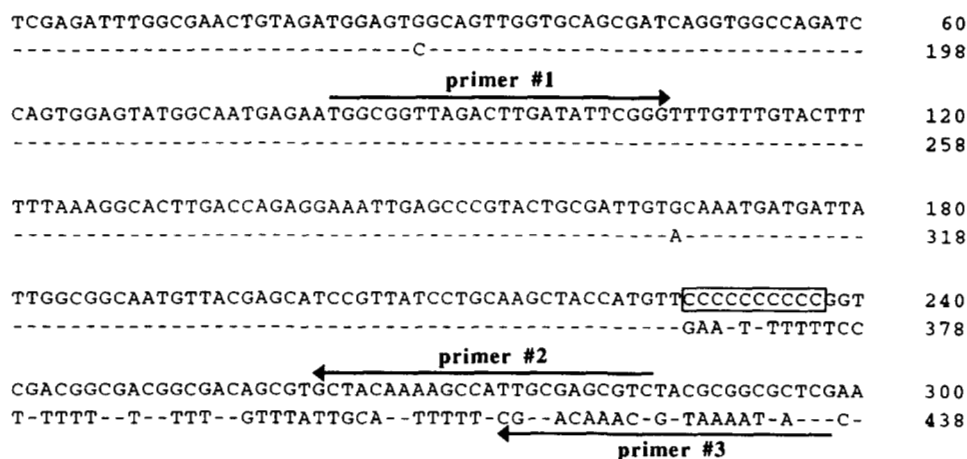 TCGAGATTTGGCGAACTGTAGATGGAGTGGCAGTTGGTGCAGCGATCAGGTGGCCAGATC 60
----------------------------C------------------------------- 198
primer #1
CAGTGGAGTATGGCAATGAGAATGGCGGTTAGACTTGATATTCGGGTTTGTTTGTACTTT 120
------------------------------------------------------------ 258
TTTAAAGGCACTTGACCAGAGGAAATTGAGCCCGTACTGCGATTGTGCAAATGATGATTA 180
----------------------------------------------A------------- 318
TTGGCGGCAATGTTACGAGCATCCGTTATCCTGCAAGCTACCATGTTCCCCCCCCCCGGT 240
-----------------------------------------------GAA-T-TTTTTCC 378
primer #2
CGACGGCGACGGCGACAGCGTGCTACAAAAGCCATTGCGAGCGTCTACGCGGCGCTCGAA 300
T-TTTT--T--TTT--GTTTATTGCA--TTTTT-CG--ACAAAC-G-TAAAAT-A---C- 438
primer #3